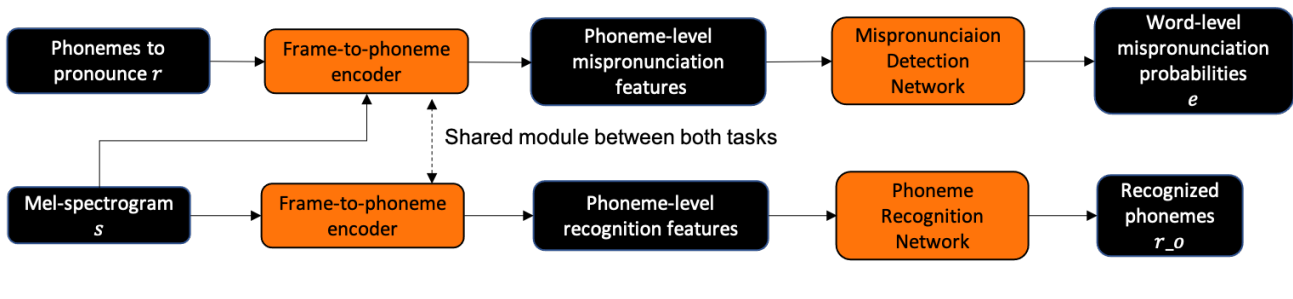 Phonemes to
pronounce r
Frame-to-phoneme
encoder
Phoneme-level
mispronunciation
features
Mispronunciaion
Detection
Network
Word-level
mispronunciation
probabilities
e
Shared module between both tasks
Mel-spectrogram
s
Frame-to-phoneme
encoder
Phoneme-level
recognition features
Phoneme
Recognition
Network
Recognized
phonemes
r_o